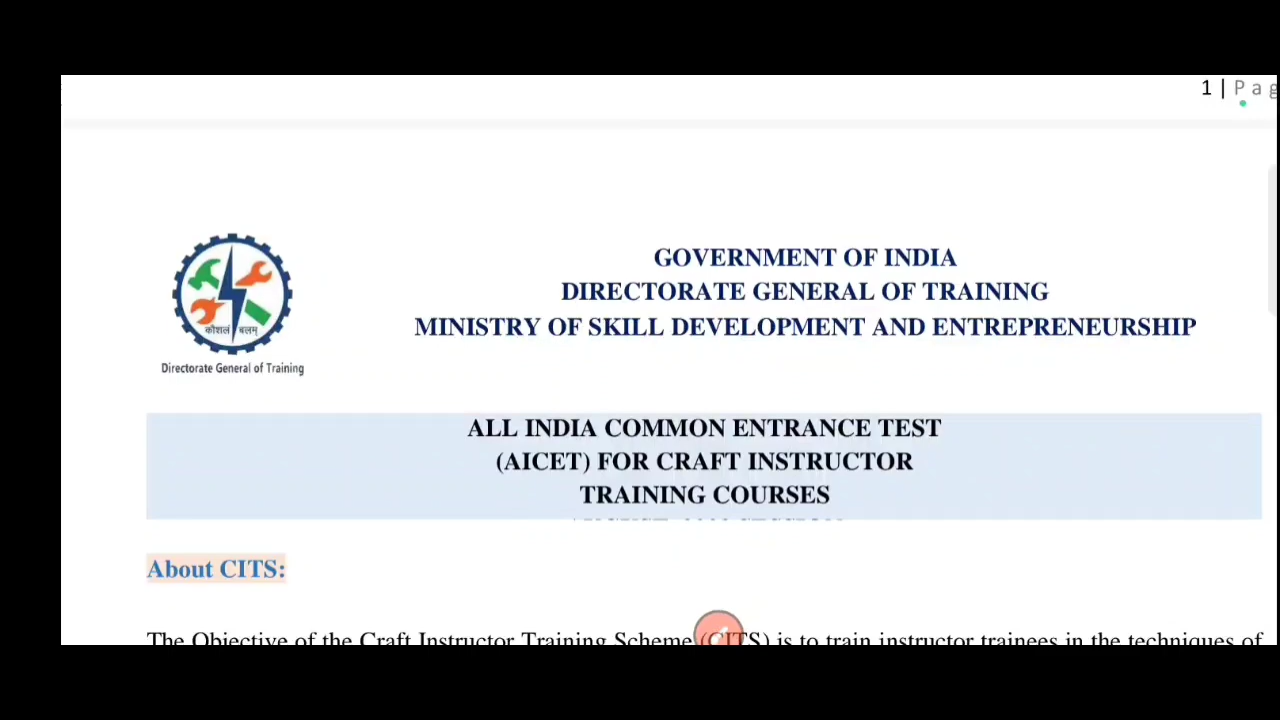 1 | Pag
कौशलं बलम्
Directorate General of Training
GOVERNMENT OF INDIA
DIRECTORATE GENERAL OF TRAINING
MINISTRY OF SKILL DEVELOPMENT AND ENTREPRENEURSHIP
ALL INDIA COMMON ENTRANCE TEST
(AICET) FOR CRAFT INSTRUCTOR
TRAINING COURSES
About CITS:
The Objective of the Craft Instructor Training Scheme (CITS) is to train instructor trainees in the techniques of